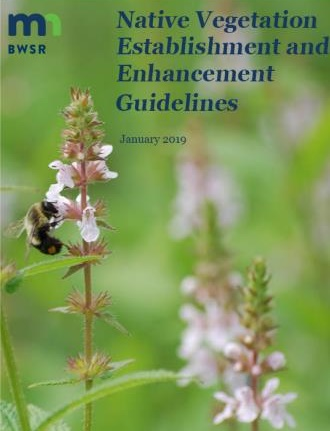 mn
BWSR
Native Vegetation
Establishment and
Enhancement
Guidelines
January 2019